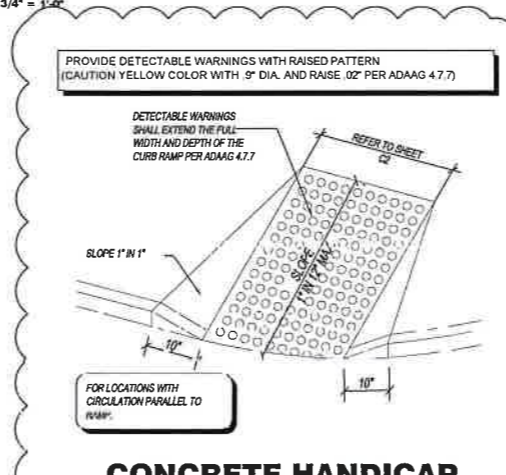 3/4" = 1'-0"
PROVIDE DETECTABLE WARNINGS WITH RAISED PATTERN
(CAUTION YELLOW COLOR WITH .9" DIA. AND RAISE .02" PER ADAAG 4.7.7)
DETECTABLE WARNINGS
SHALL EXTEND THE FULL
WIDTH AND DEPTH OF THE
CURB RAMP PER ADAAG 4.7.7
REFER TO SHEET
C2
SLOPE 1" IN 1"
SLOPE
1" IN 12" MAX
10"
10"
FOR LOCATIONS WITH
CIRCULATION PARALLEL TO
RAMP.
CONCRETE HANDICAP